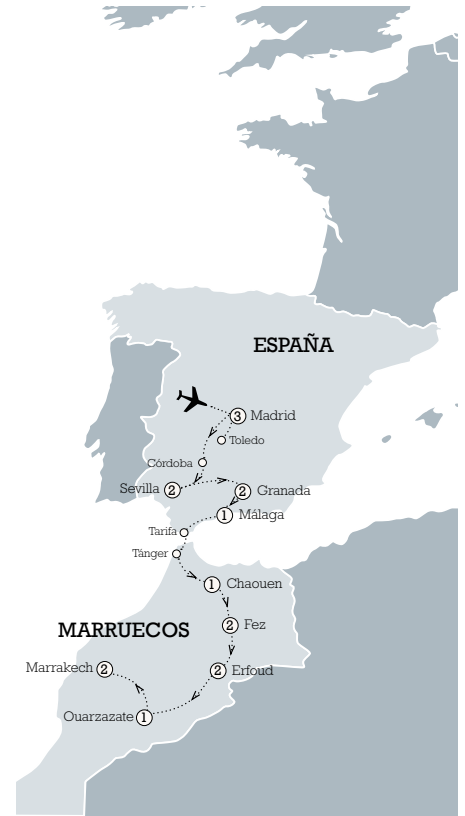 ESPAÑA
3 Madrid
Toledo
Córdoba
Sevilla 2
2 Granada
1 Málaga
Tarifa
Tánger
1 Chaouen
2 Fez
MARRUECOS
Marrakech 2
2 Erfoud
Ouarzazate 1